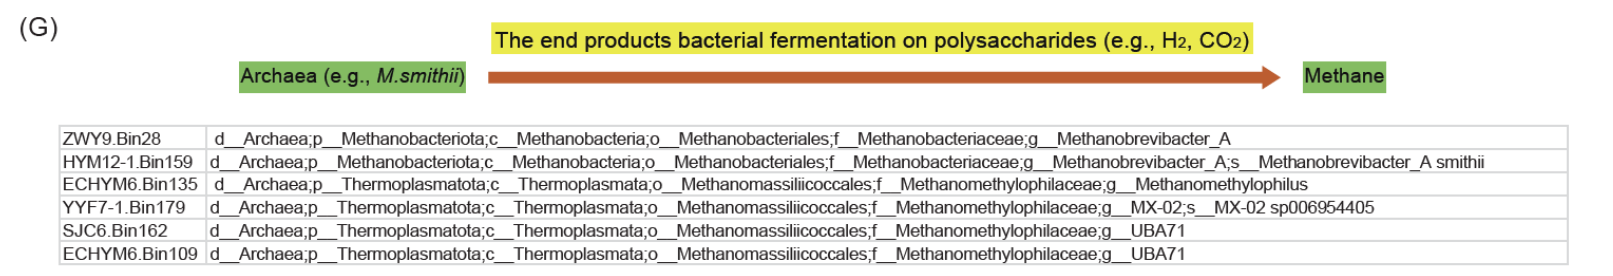 (G)
The end products bacterial fermentation on polysaccharides (e.g., H2, CO2)
Archaea (e.g., M.smithii)
Methane
ZWY9.Bin28 d__Archaea;p__Methanobacteriota;c__Methanobacteria;o__Methanobacteriales;f__Methanobacteriaceae;g__Methanobrevibacter_A
HYM12-1.Bin159 d__Archaea;p__Methanobacteriota;c__Methanobacteria;o__Methanobacteriales;f__Methanobacteriaceae;g__Methanobrevibacter_A;s__Methanobrevibacter_A smithii
ECHYM6.Bin135 d__Archaea;p__Thermoplasmatota;c__Thermoplasmata;o__Methanomassiliicoccales;f__Methanomethylophilaceae;g__Methanomethylophilus
YYF7-1.Bin179 d__Archaea;p__Thermoplasmatota;c__Thermoplasmata;o__Methanomassiliicoccales;f__Methanomethylophilaceae;g__MX-02;s__MX-02 sp006954405
SJC6.Bin162 d__Archaea;p__Thermoplasmatota;c__Thermoplasmata;o__Methanomassiliicoccales;f__Methanomethylophilaceae;g__UBA71
ECHYM6.Bin109 d__Archaea;p__Thermoplasmatota;c__Thermoplasmata;o__Methanomassiliicoccales;f__Methanomethylophilaceae;g__UBA71